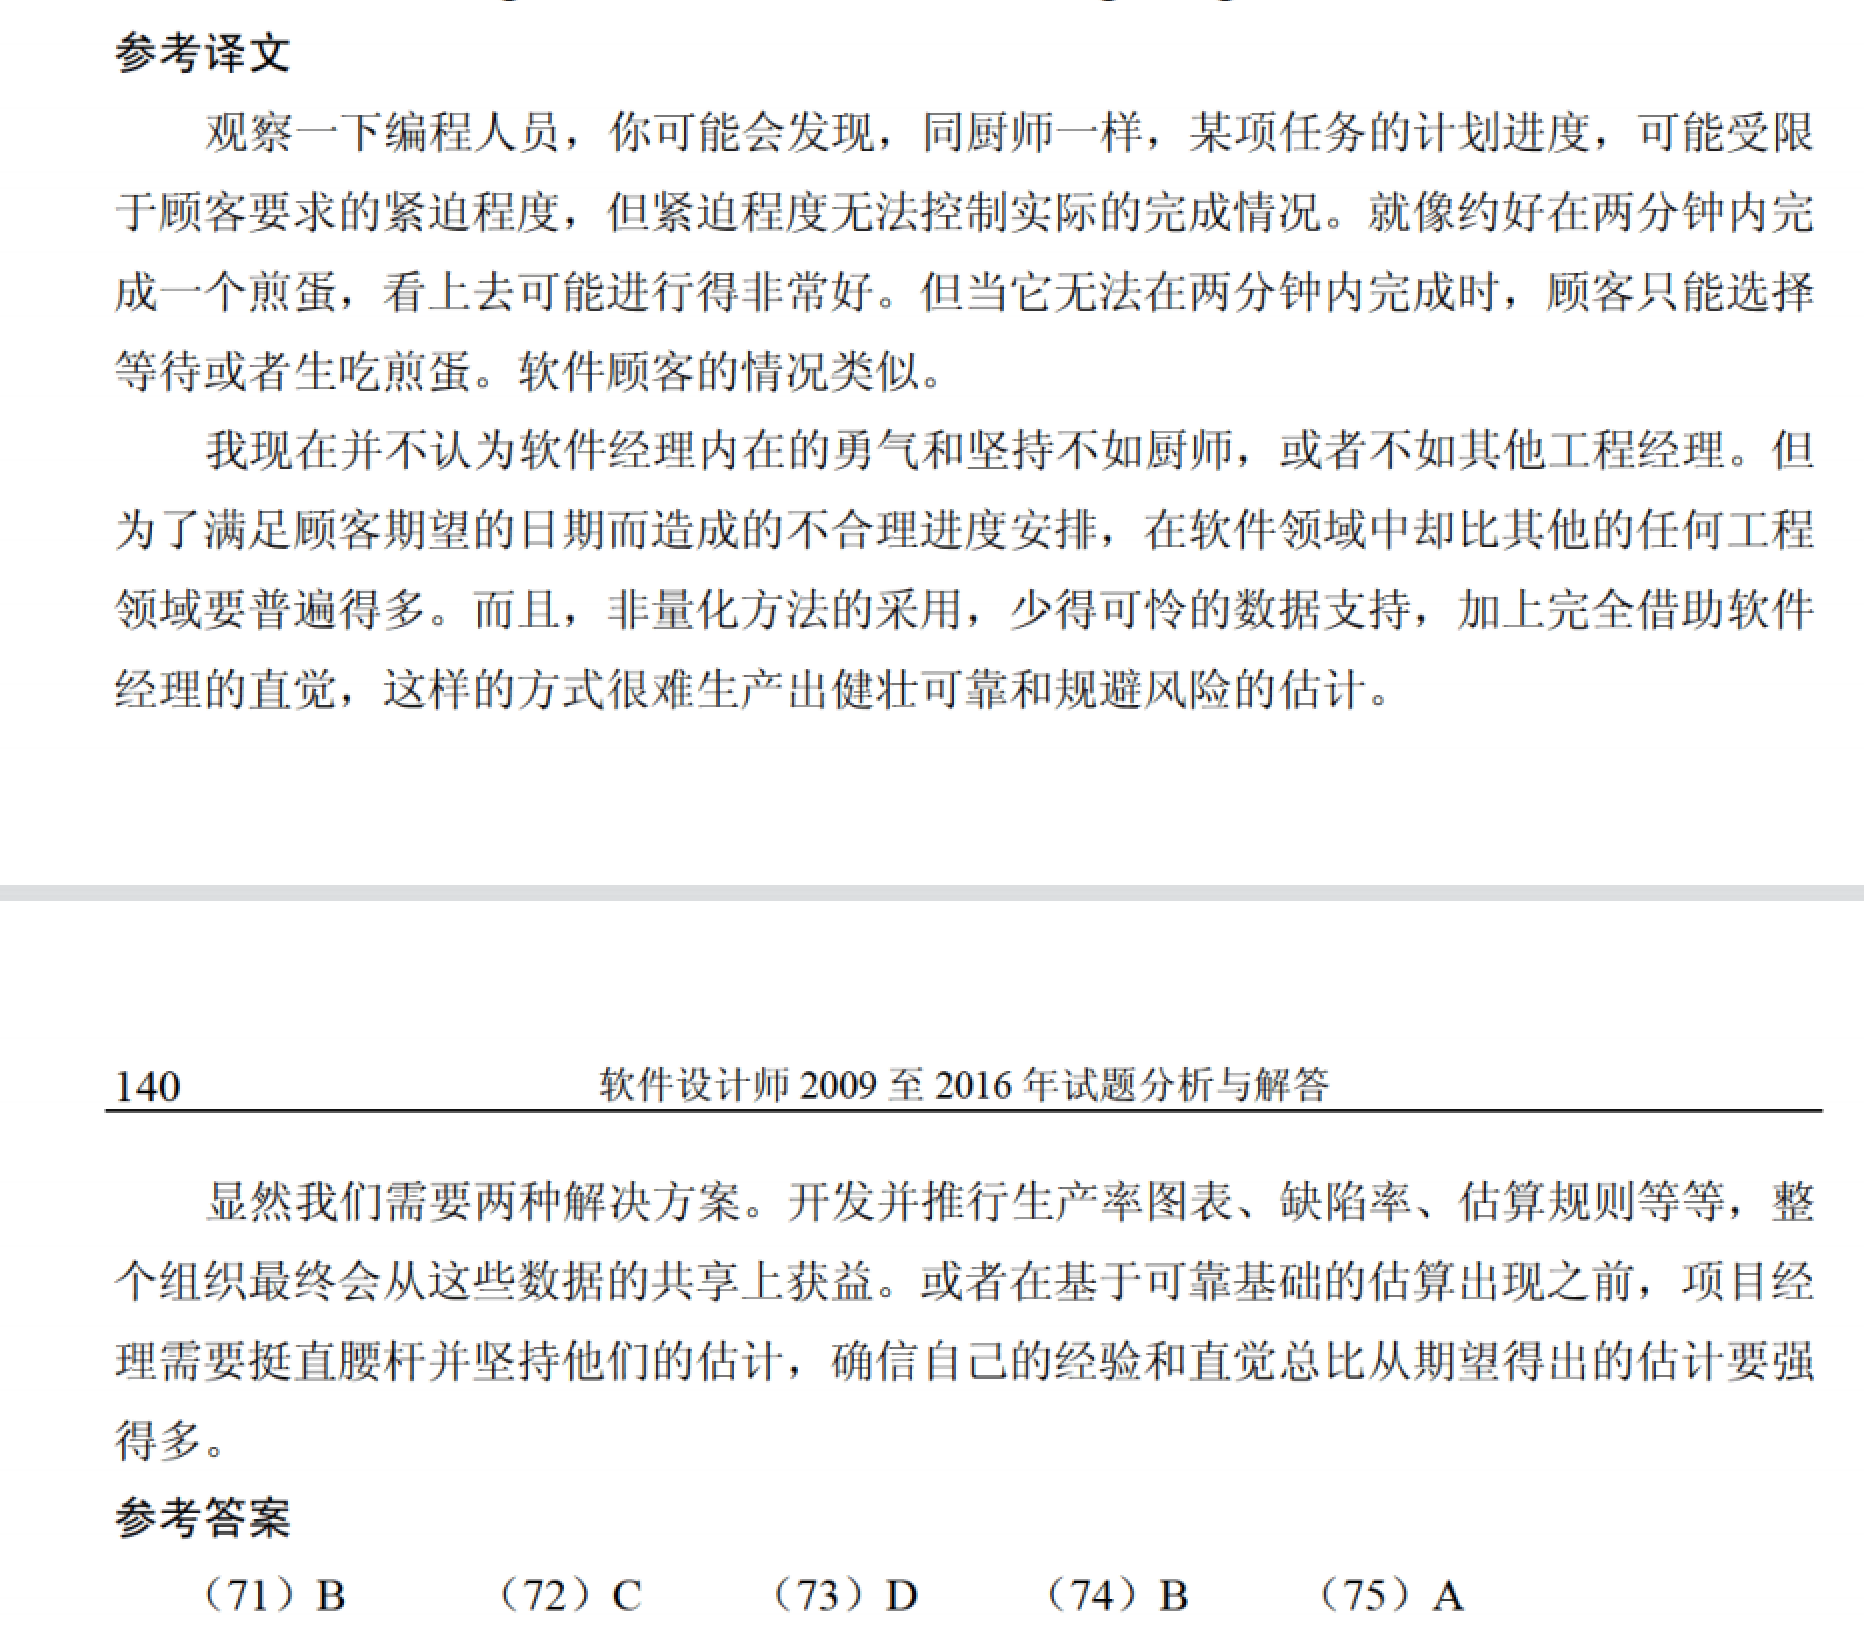 参考译文
观察一下编程人员，你可能会发现，同厨师一样，某项任务的计划进度，可能受限
于顾客要求的紧迫程度，但紧迫程度无法控制实际的完成情况。就像约好在两分钟内完
成一个煎蛋，看上去可能进行得非常好。但当它无法在两分钟内完成时，顾客只能选择
等待或者生吃煎蛋。软件顾客的情况类似。
我现在并不认为软件经理内在的勇气和坚持不如厨师，或者不如其他工程经理。但
为了满足顾客期望的日期而造成的不合理进度安排，在软件领域中却比其他的任何工程
领域要普遍得多。而且，非量化方法的采用，少得可怜的数据支持，加上完全借助软件
经理的直觉，这样的方式很难生产出健壮可靠和规避风险的估计。
140 软件设计师 2009 至 2016 年试题分析与解答
显然我们需要两种解决方案。开发并推行生产率图表、缺陷率、估算规则等等，整
个组织最终会从这些数据的共享上获益。或者在基于可靠基础的估算出现之前，项目经
理需要挺直腰杆并坚持他们的估计，确信自己的经验和直觉总比从期望得出的估计要强
得多。
参考答案
（71）B （72）C （73）D （74）B （75）A